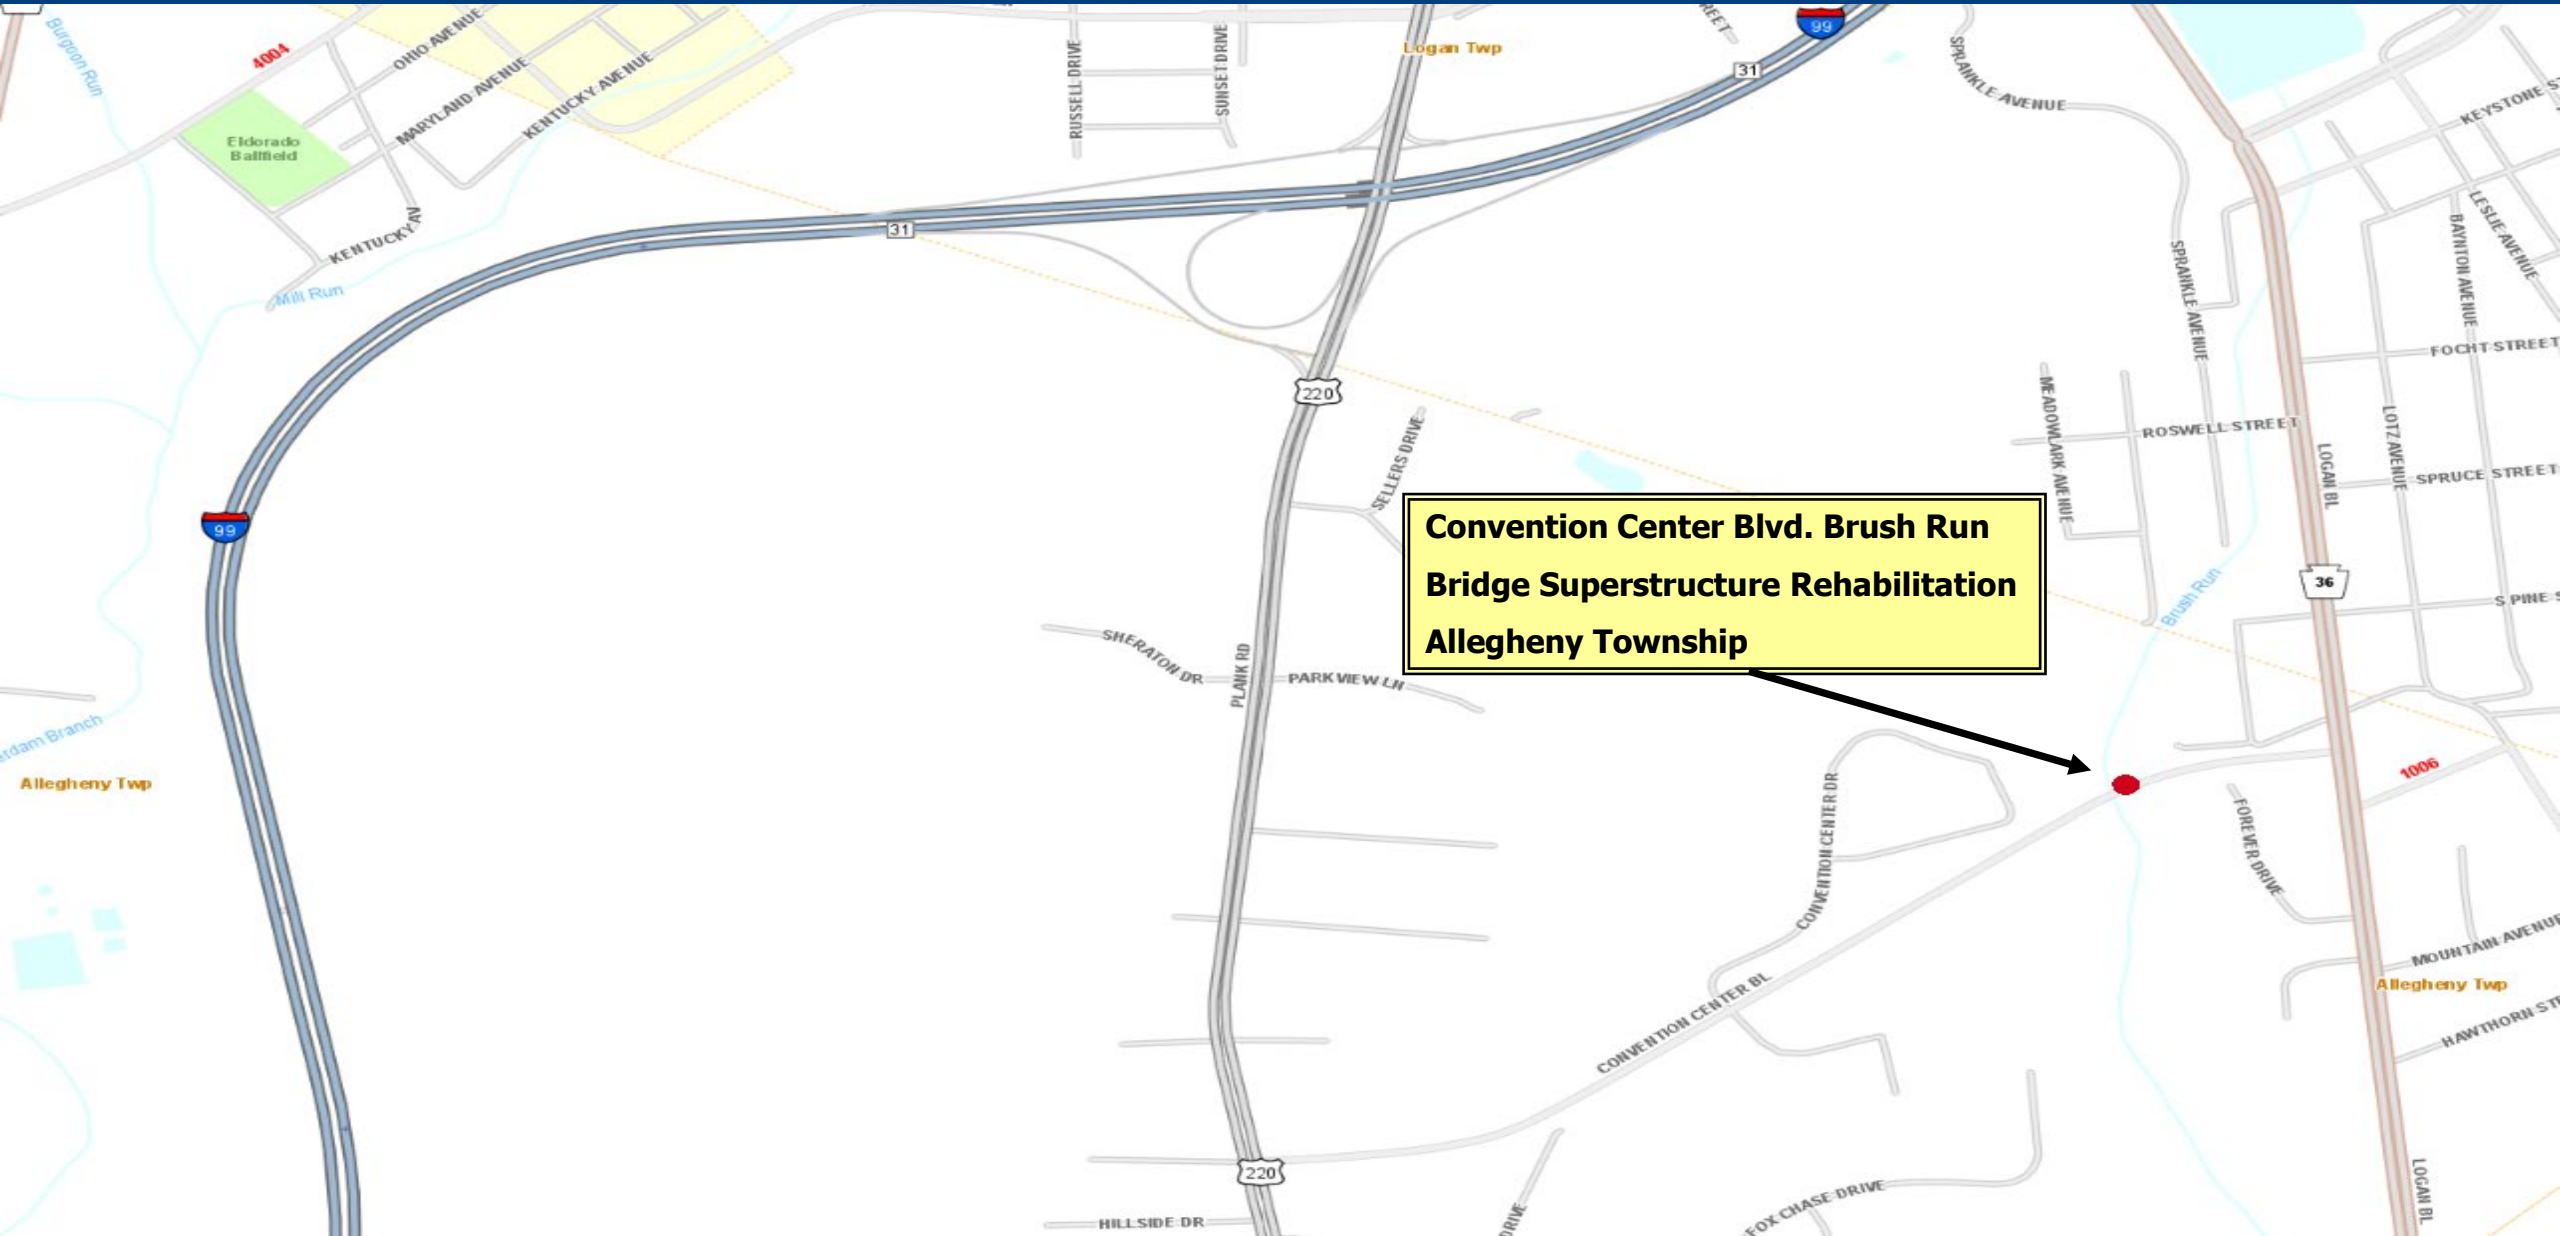 Burgoon Run
4004
OHIO AVENUE
MARYLAND AVENUE
KENTUCKY AVENUE
Eldorado
Ballfield
KENTUCKY AV
Mill Run
RUSSELL DRIVE
SUNSET DRIVE
Logan Twp
99
31
31
SPRANKLE AVENUE
KEYSTONE S
LESLIE AVENUE
BAYNTON AVENUE
SPRANKLE AVENUE
FOCHT STREET
220
SELLERS DRIVE
MEADOWLARK AVENUE
ROSWELL STREET
LOGAN BL
LOTZ AVENUE
SPRUCE STREET
99
Convention Center Blvd. Brush Run
Bridge Superstructure Rehabilitation
Allegheny Township
36
Brush Run
S PINE S
SHERATON DR
PLANK RD
PARKVIEW LN
Branch
Allegheny Twp
1006
CONVENTION CENTER DR
FOREVER DRIVE
MOUNTAIN AVENUE
Allegheny Twp
CONVENTION CENTER BL
HAWTHORN ST
220
HILLSIDE DR
DRIVE
FOX CHASE DRIVE
LOGAN BL